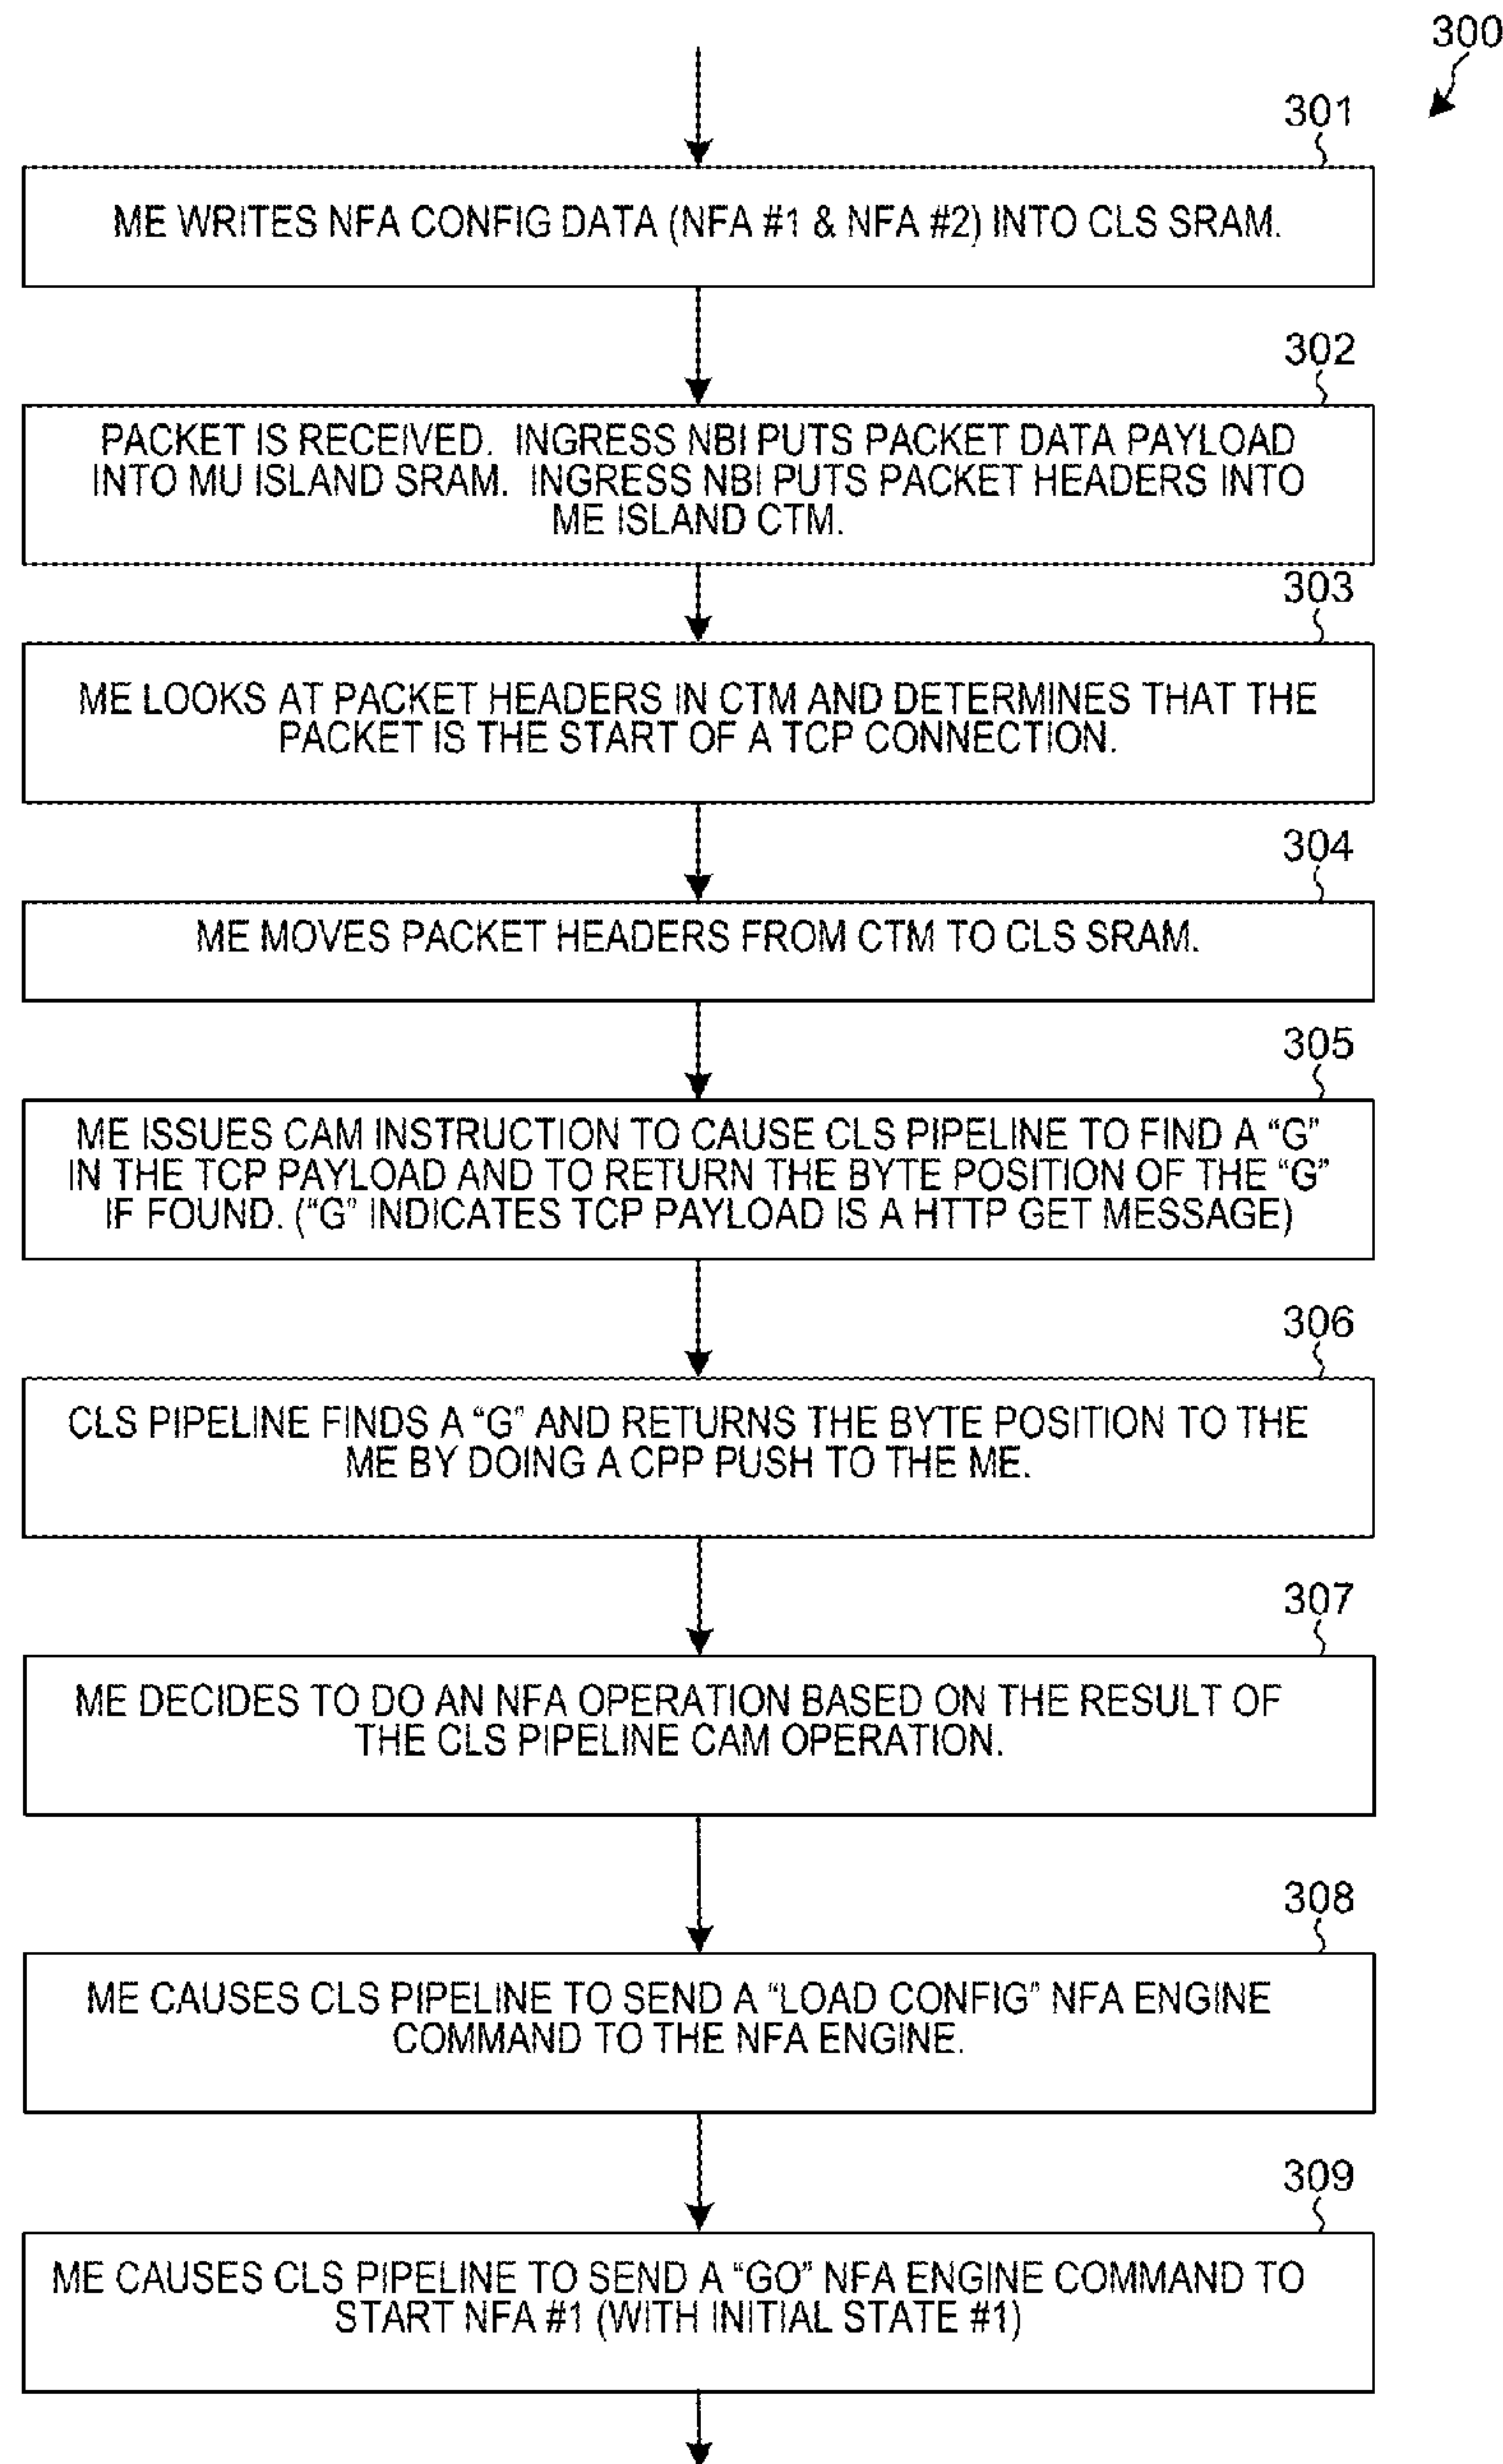 300
301
ME WRITES NFA CONFIG DATA (NFA #1 & NFA #2) INTO CLS SRAM.
302
PACKET IS RECEIVED. INGRESS NBI PUTS PACKET DATA PAYLOAD
INTO MU ISLAND SRAM. INGRESS NBI PUTS PACKET HEADERS INTO
ME ISLAND CTM.
303
ME LOOKS AT PACKET HEADERS IN CTM AND DETERMINES THAT THE
PACKET IS THE START OF A TCP CONNECTION.
304
ME MOVES PACKET HEADERS FROM CTM TO CLS SRAM.
305
ME ISSUES CAM INSTRUCTION TO CAUSE CLS PIPELINE TO FIND A “G”
IN THE TCP PAYLOAD AND TO RETURN THE BYTE POSITION OF THE “G”
IF FOUND. (“G” INDICATES TCP PAYLOAD IS A HTTP GET MESSAGE)
306
CLS PIPELINE FINDS A “G” AND RETURNS THE BYTE POSITION TO THE
ME BY DOING A CPP PUSH TO THE ME.
307
ME DECIDES TO DO AN NFA OPERATION BASED ON THE RESULT OF
THE CLS PIPELINE CAM OPERATION.
308
ME CAUSES CLS PIPELINE TO SEND A “LOAD CONFIG” NFA ENGINE
COMMAND TO THE NFA ENGINE.
309
ME CAUSES CLS PIPELINE TO SEND A “GO” NFA ENGINE COMMAND TO
START NFA #1 (WITH INITIAL STATE #1)